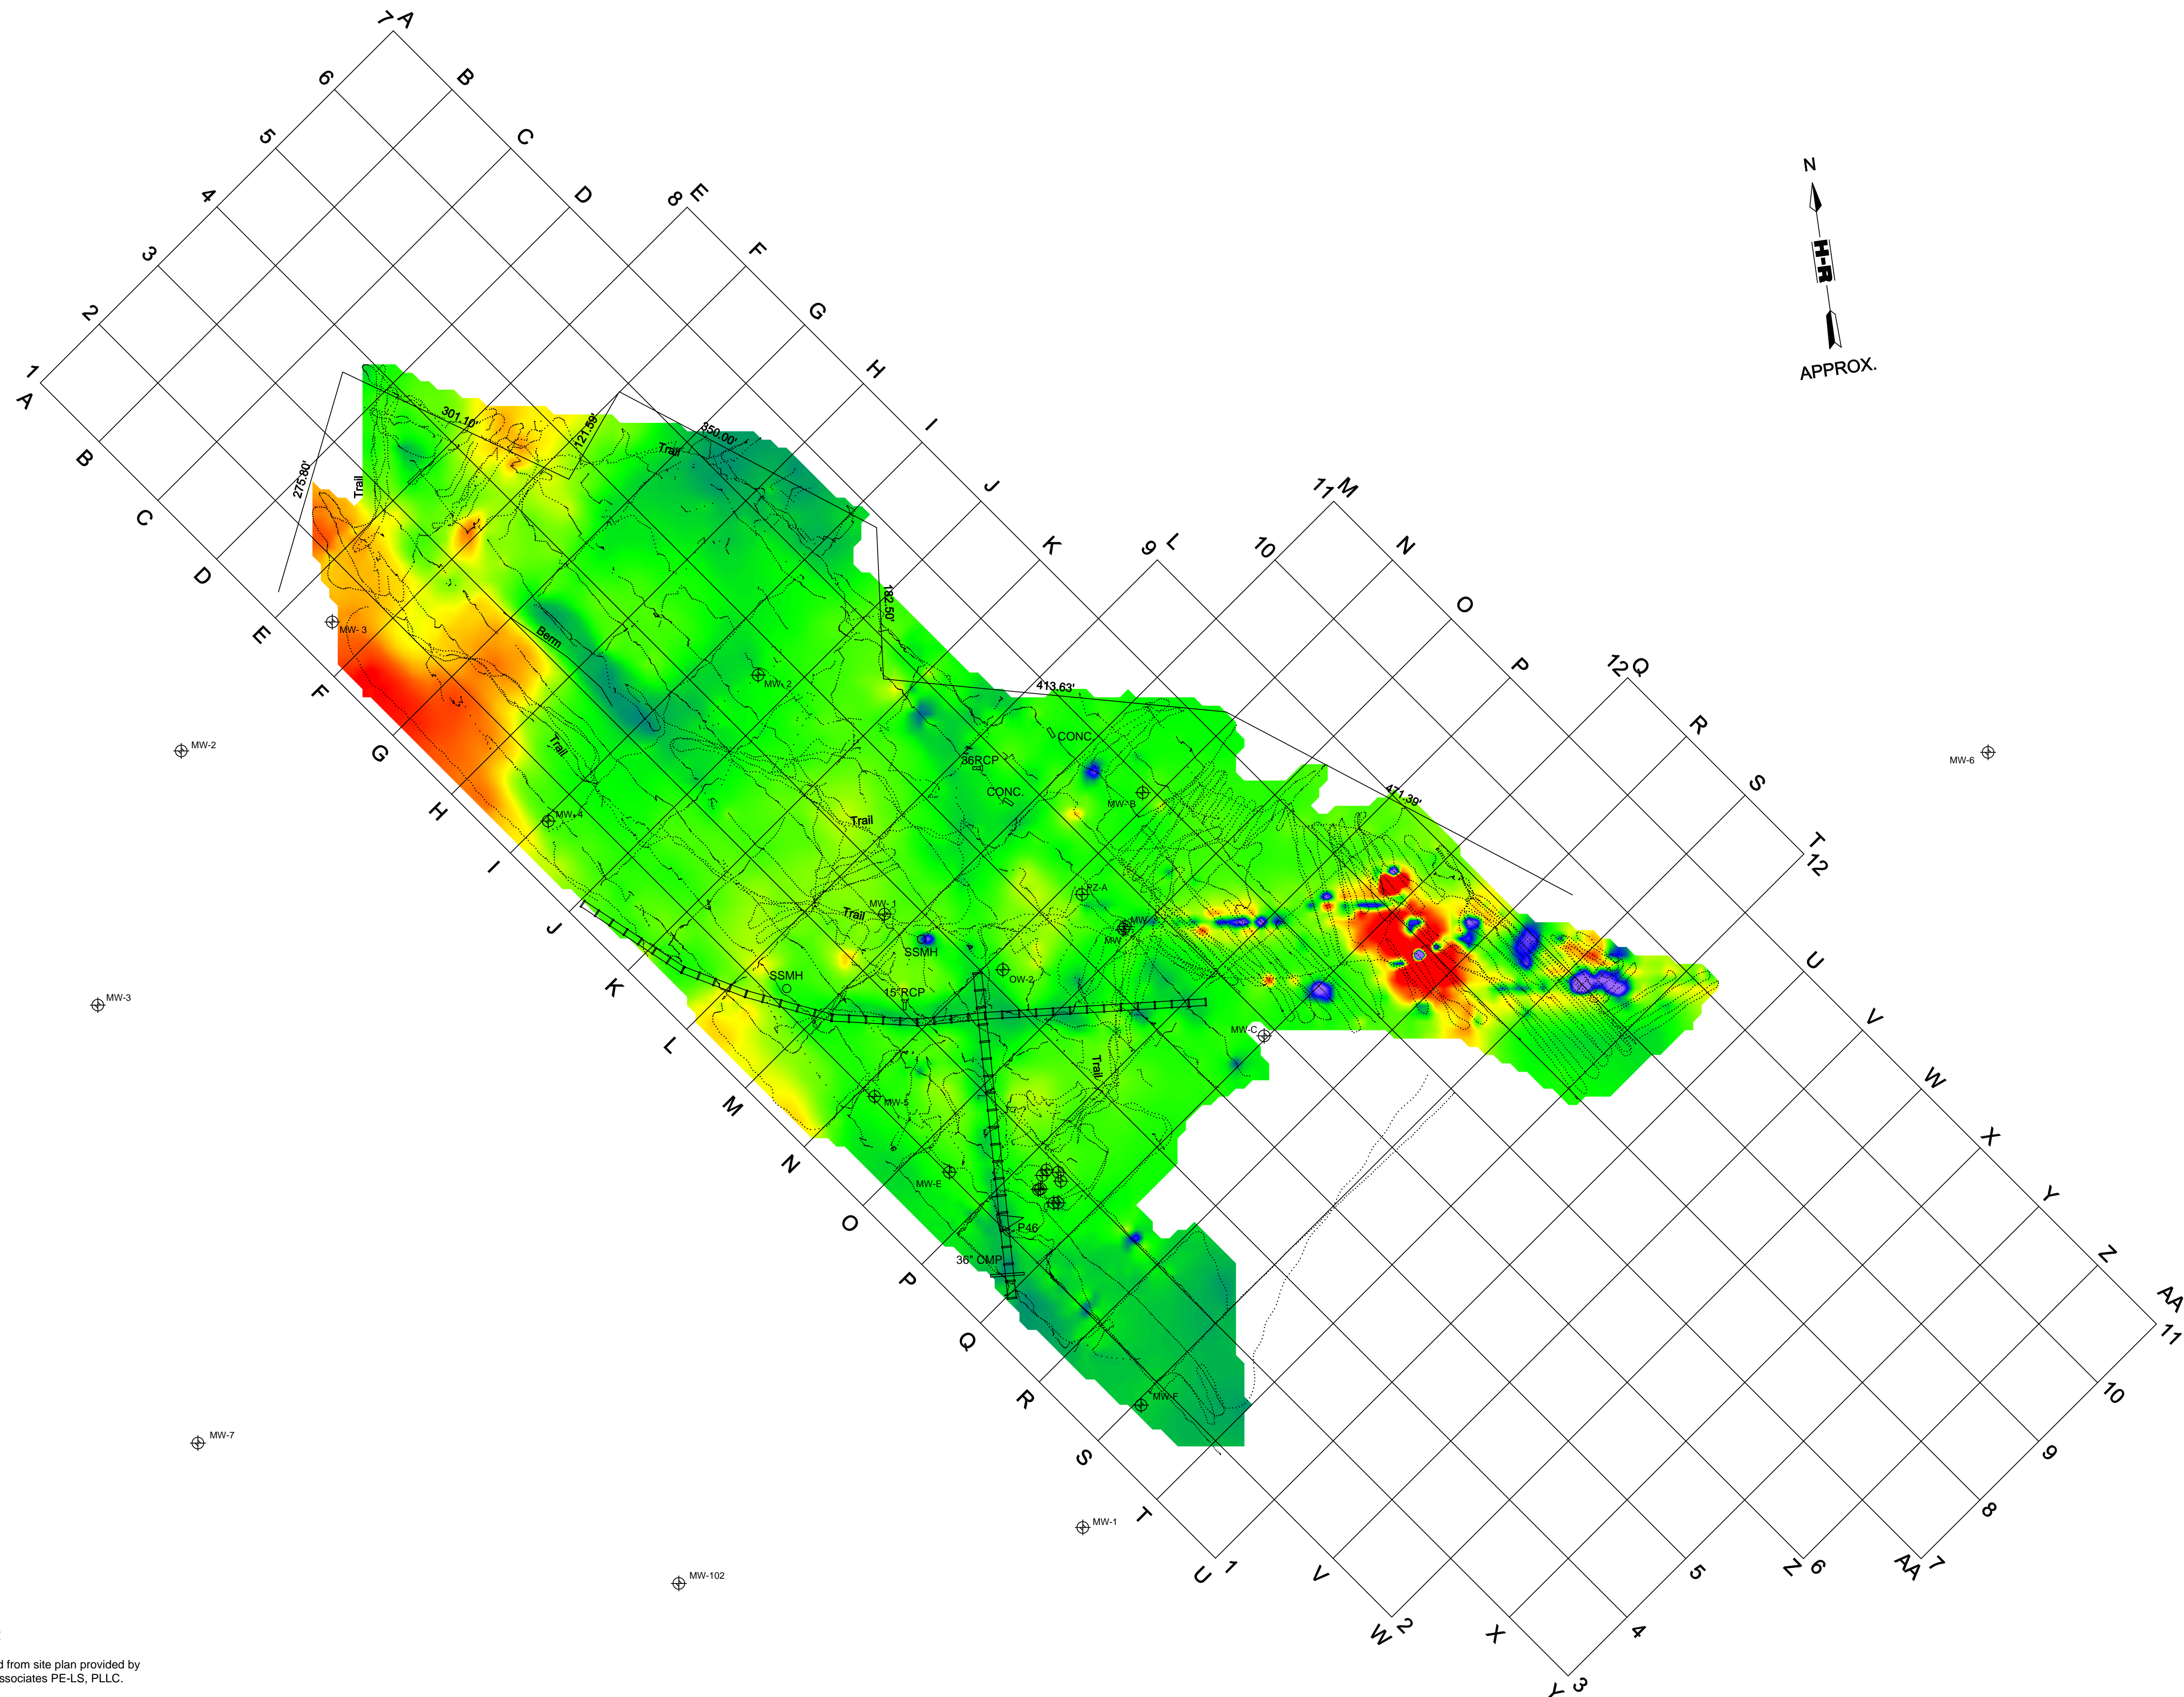 7 A
6
B
5
C
4
D
8 E
3
F
2
G
1
A
H
B
I
C
J
11 M
D
K
9 L
10
N
E
O
F
P
12 Q
G
R
H
S
I
T
12
J
U
K
V
L
W
M
X
N
Y
O
Z
P
AA
11
Q
10
R
9
S
8
T
AA 7
U 1
V
Z 6
5
W 2
X
4
Y 3
N
H-R
APPROX.
301.10'
121.59'
350.00'
275.80'
182.50'
413.63'
471.39'
Trail
Trail
Berm
Trail
Trail
Trail
Trail
MW- 3
MW-2
MW- 2
MW-6
MW- 4
CONC.
36RCP
CONC.
MW- B
PZ-A
MW- 1
MW
SSMH
SSMH
OW-2
15"RCP
MW-3
MW-C
MW-5
MW-E
P46
36" CMP
MW-F
MW-7
MW-1
MW-102
from site plan provided by
ssociates PE-LS, PLLC.